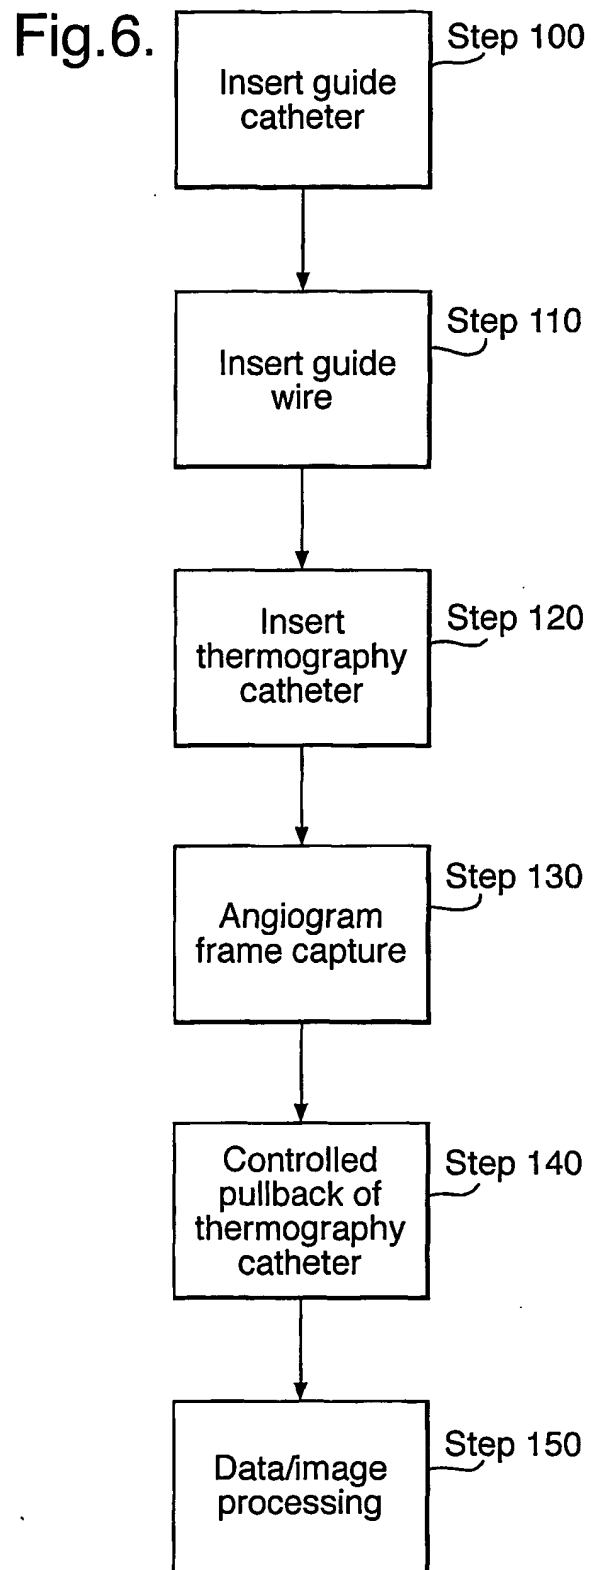 Fig.6.
Step 100
Insert guide
catheter
Step 110
Insert guide
wire
Step 120
Insert
thermography
catheter
Step 130
Angiogram
frame capture
Step 140
Controlled
pullback of
thermography
catheter
Step 150
Data/image
processing